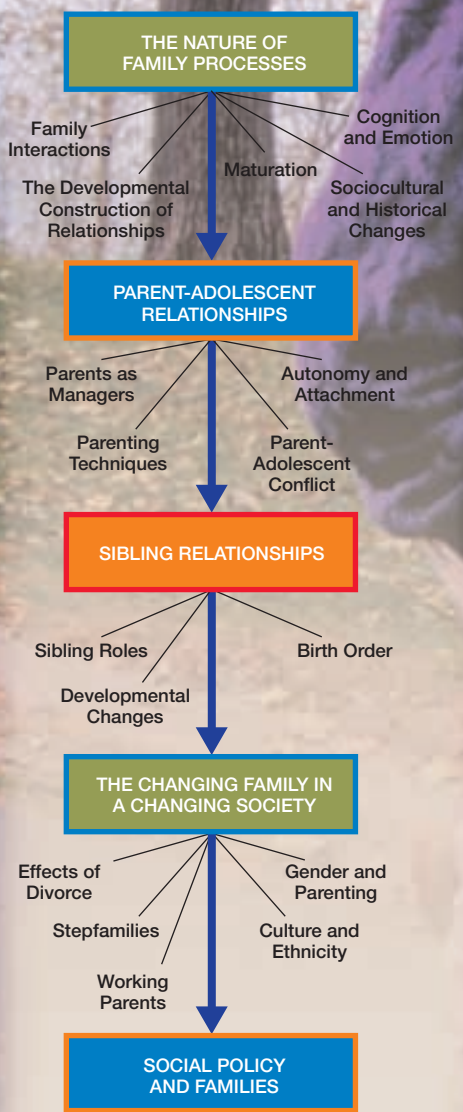 THE NATURE OF
FAMILY PROCESSES
Family
Interactions
The Developmental
Construction of
Relationships
Maturation
Cognition
and Emotion
Sociocultural
and Historical
Changes
PARENT-ADOLESCENT
RELATIONSHIPS
Parents as
Managers
Parenting
Techniques
Parent-
Adolescent
Conflict
Autonomy and
Attachment
SIBLING RELATIONSHIPS
Sibling Roles
Developmental
Changes
Birth Order
THE CHANGING FAMILY IN
A CHANGING SOCIETY
Effects of
Divorce
Stepfamilies
Working
Parents
Culture and
Ethnicity
Gender and
Parenting
SOCIAL POLICY
AND FAMILIES